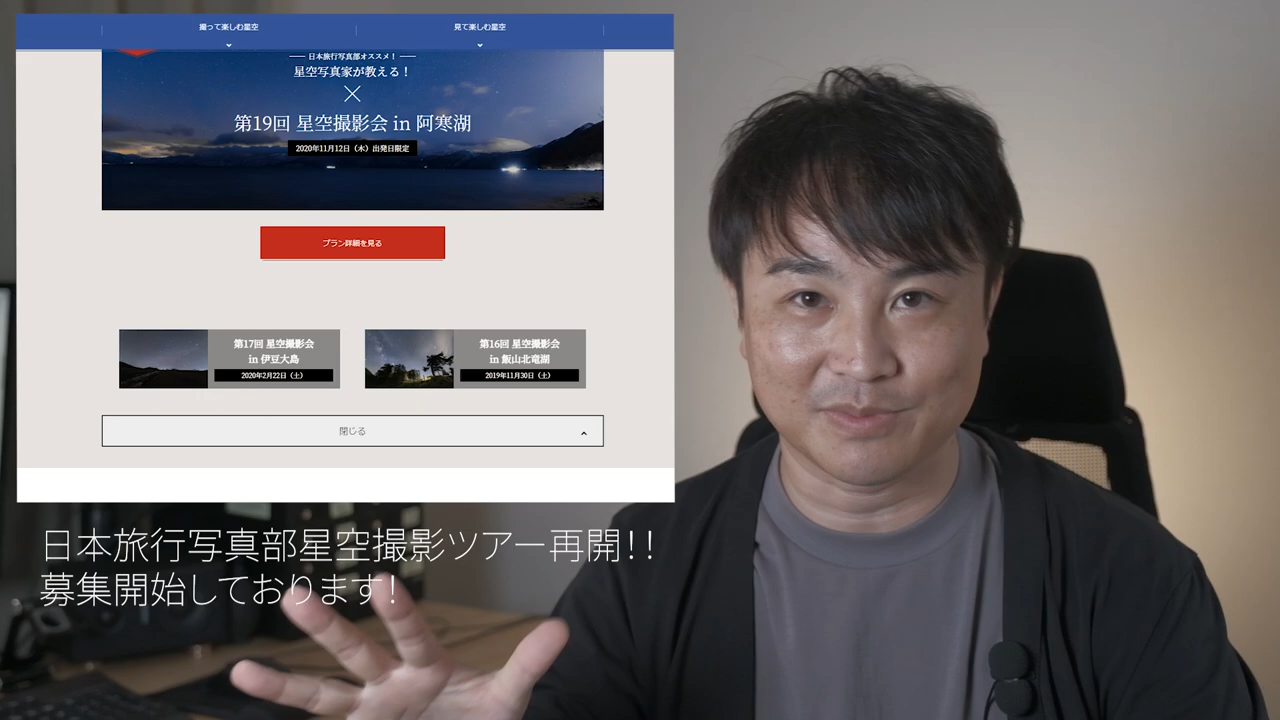 撮って楽しむ星空
見て楽しむ星空
日本旅行写真部オススメ！
星空写真家が教える！
第19回 星空撮影会 in 阿寒湖
2020年11月12日（木）出発日限定
プラン詳細を見る
第17回 星空撮影会
in 伊豆大島
2020年2月22日（土）
第16回 星空撮影会
in 飯山北竜湖
2019年11月30日（土）
閉じる
日本旅行写真部星空撮影ツアー再開！！
募集開始しております！